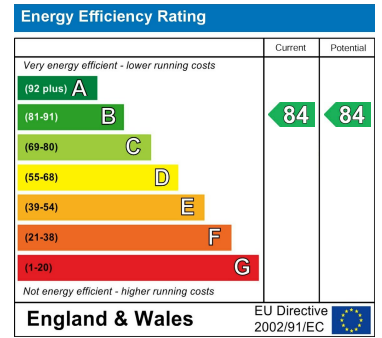 Energy Efficiency Rating
Current Potential
Very energy efficient - lower running costs
(92 plus) A
(81-91) B 84 84
(69-80) C
(55-68) D
(39-54) E
(21-38) F
(1-20) G
Not energy efficient - higher running costs
England & Wales
EU Directive
2002/91/EC